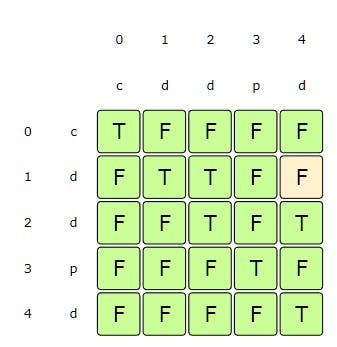 0 1 2 3 4
c d d p d
0 c T F F F F
1 d F T T F F
2 d F F T F T
3 p F F F T F
4 d F F F F T